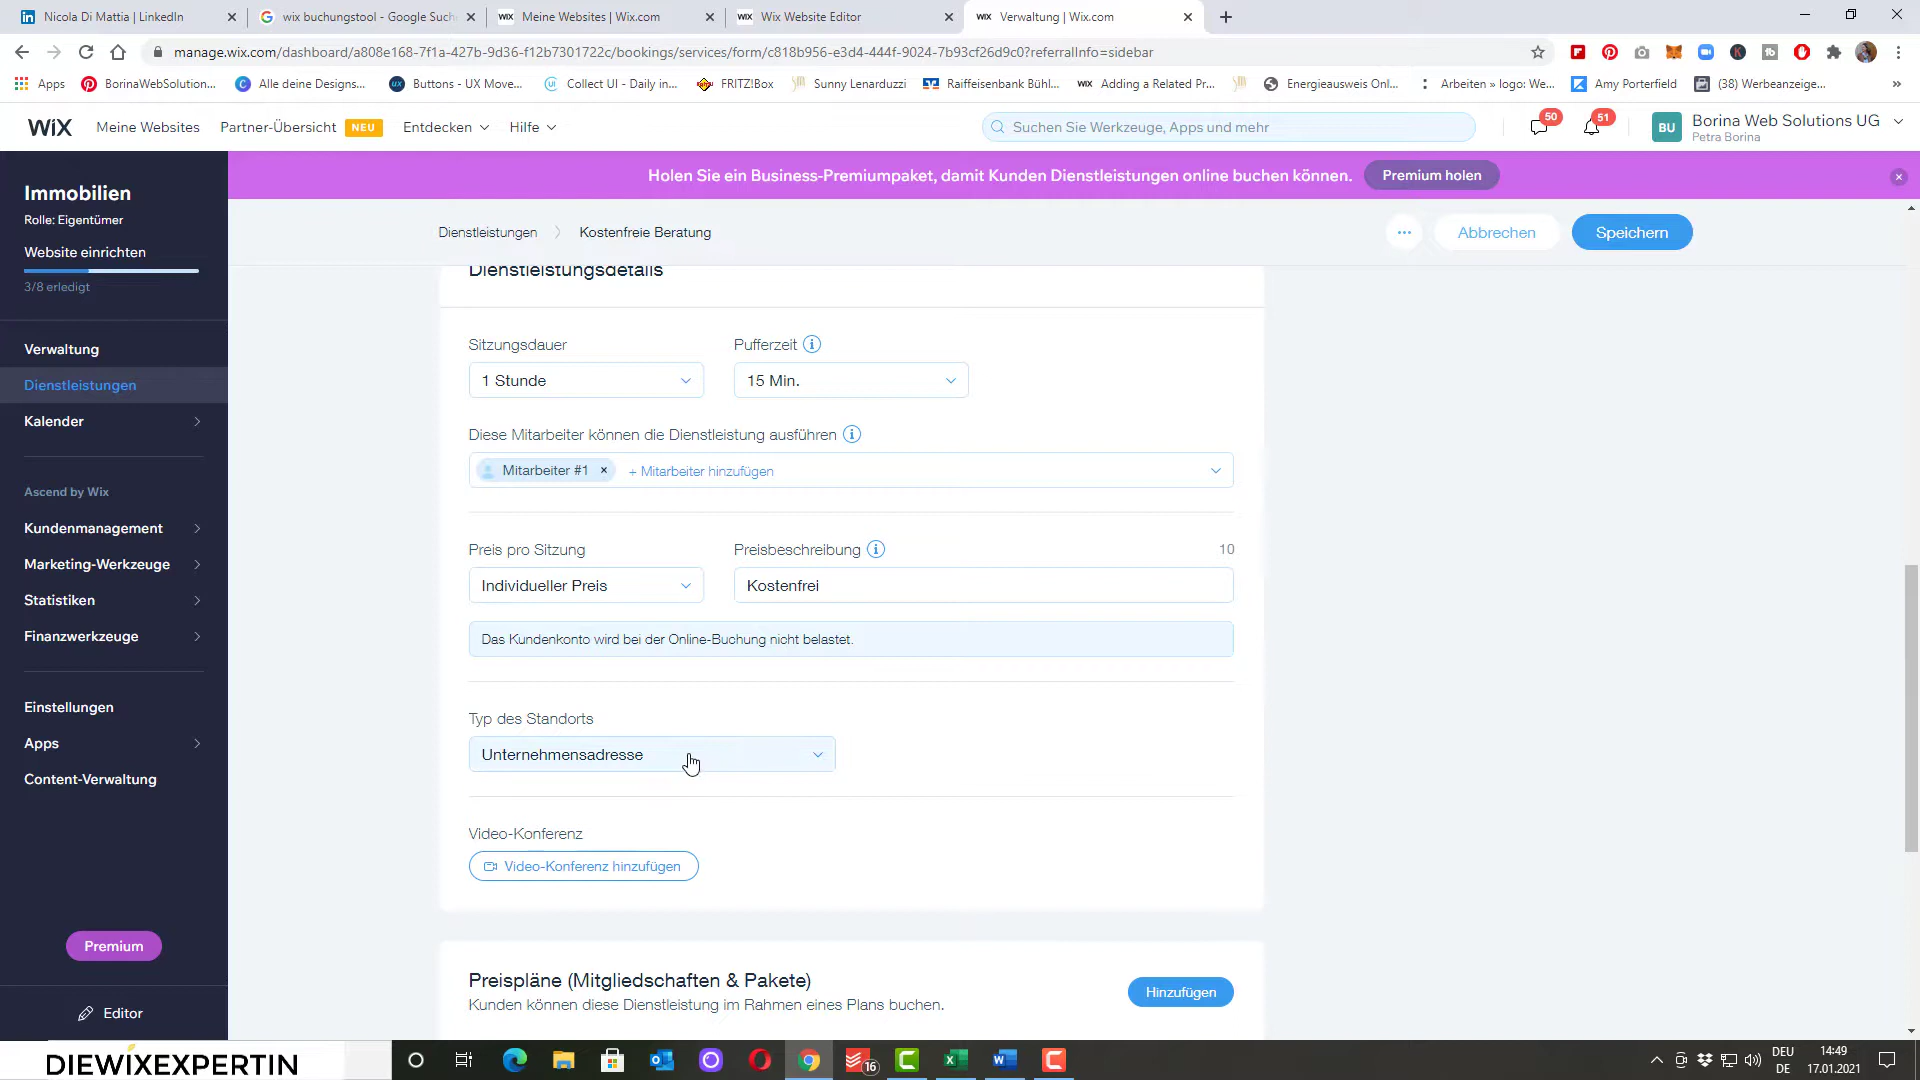 Nicola Di Mattia | LinkedIn
wix buchungstool - Google Such
Meine Websites | Wix.com
Wix Website Editor
Verwaltung | Wix.com
manage.wix.com/dashboard/a808e168-7f1a-427b-9d36-f12b7301722c/bookings/services/form/c818b956-e3d4-444f-9024-7b93cf26d9c0?referralInfo=sidebar
Apps
BorinaWebSolution...
Alle deine Designs...
Buttons - UX Move...
Collect UI - Daily in...
FRITZ!Box
Sunny Lenarduzzi
Raiffeisenbank Bühl...
Adding a Related Pr...
Energieausweis Onl...
Arbeiten » logo: We...
Amy Porterfield
(38) Werbeanzeige...
WiX
Meine Websites
Partner-Übersicht
NEU
Entdecken
Hilfe
Suchen Sie Werkzeuge, Apps und mehr
50
51
BU
Borina Web Solutions UG
Petra Borina
Holen Sie ein Business-Premiumpaket, damit Kunden Dienstleistungen online buchen können.
Premium holen
Immobilien
Rolle: Eigentümer
Website einrichten
3/8 erledigt
Verwaltung
Dienstleistungen
Kalender
Ascend by Wix
Kundenmanagement
Marketing-Werkzeuge
Statistiken
Finanzwerkzeuge
Einstellungen
Apps
Content-Verwaltung
Premium
Editor
Dienstleistungen
Kostenfreie Beratung
Abbrechen
Speichern
Dienstleistungsdetails
Sitzungsdauer
Pufferzeit
1 Stunde
15 Min.
Diese Mitarbeiter können die Dienstleistung ausführen
Mitarbeiter #1
+ Mitarbeiter hinzufügen
Preis pro Sitzung
Preisbeschreibung
10
Individueller Preis
Kostenfrei
Das Kundenkonto wird bei der Online-Buchung nicht belastet.
Typ des Standorts
Unternehmensadresse
Video-Konferenz
Video-Konferenz hinzufügen
Preispläne (Mitgliedschaften & Pakete)
Kunden können diese Dienstleistung im Rahmen eines Plans buchen.
Hinzufügen
DIEWIXEXPERTIN
16
DEU
DE
14:49
17.01.2021